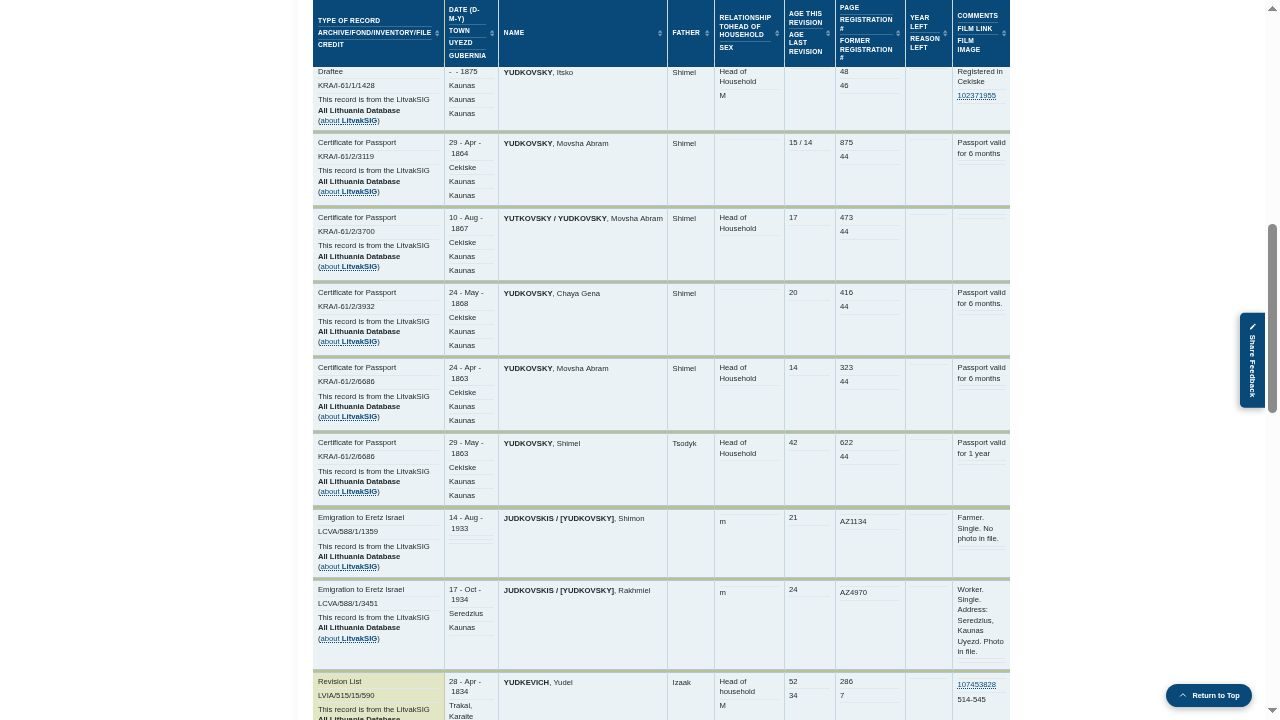 TYPE OF RECORD
ARCHIVE/FOND/INVENTORY/FILE
CREDIT
DATE (D-
M-Y)
TOWN
UYEZD
GUBERNIA
NAME
FATHER
RELATIONSHIP
TOHEAD OF
HOUSEHOLD
SEX
AGE THIS
REVISION
AGE
LAST
REVISION
PAGE
REGISTRATION
#
FORMER
REGISTRATION
#
YEAR
LEFT
REASON
LEFT
COMMENTS
FILM LINK
FILM
IMAGE
Draftee
KRA/I-61/1/1428
This record is from the LitvakSIG
All Lithuania Database
(about LitvakSIG)
- - 1875
Kaunas
Kaunas
Kaunas
YUDKOVSKY, Itsko
Shimel
Head of
Household
M
48
46
Registered in
Cekiske
102371955
Certificate for Passport
KRA/I-61/2/3119
This record is from the LitvakSIG
All Lithuania Database
(about LitvakSIG)
29 - Apr -
1864
Cekiske
Kaunas
Kaunas
YUDKOVSKY, Movsha Abram
Shimel
15 / 14
875
44
Passport valid
for 6 months
Certificate for Passport
KRA/I-61/2/3700
This record is from the LitvakSIG
All Lithuania Database
(about LitvakSIG)
10 - Aug -
1867
Cekiske
Kaunas
Kaunas
YUTKOVSKY / YUDKOVSKY, Movsha Abram
Shimel
Head of
Household
17
473
44
Certificate for Passport
KRA/I-61/2/3932
This record is from the LitvakSIG
All Lithuania Database
(about LitvakSIG)
24 - May -
1868
Cekiske
Kaunas
Kaunas
YUDKOVSKY, Chaya Gena
Shimel
20
416
44
Passport valid
for 6 months.
Certificate for Passport
KRA/I-61/2/6686
This record is from the LitvakSIG
All Lithuania Database
(about LitvakSIG)
24 - Apr -
1863
Cekiske
Kaunas
Kaunas
YUDKOVSKY, Movsha Abram
Shimel
Head of
Household
14
323
44
Passport valid
for 6 months
Certificate for Passport
KRA/I-61/2/6686
This record is from the LitvakSIG
All Lithuania Database
(about LitvakSIG)
29 - May -
1863
Cekiske
Kaunas
Kaunas
YUDKOVSKY, Shimel
Tsodyk
Head of
Household
42
622
44
Passport valid
for 1 year
Emigration to Eretz Israel
LCVA/588/1/1359
This record is from the LitvakSIG
All Lithuania Database
(about LitvakSIG)
14 - Aug -
1933
JUDKOVSKIS / [YUDKOVSKY], Shimon
m
21
AZ1134
Farmer.
Single. No
photo in file.
Emigration to Eretz Israel
LCVA/588/1/3451
This record is from the LitvakSIG
All Lithuania Database
(about LitvakSIG)
17 - Oct -
1934
Seredzius
Kaunas
JUDKOVSKIS / [YUDKOVSKY], Rakhmiel
m
24
AZ4970
Worker.
Single.
Address:
Seredzius,
Kaunas
Uyezd. Photo
in file.
Revision List
LVIA/515/15/590
This record is from the LitvakSIG
All Lithuania Database
28 - Apr -
1834
Trakai,
Karaite
YUDKEVICH, Yudel
Izaak
Head of
household
M
52
34
286
7
107453828
514-545
Share Feedback
Return to Top